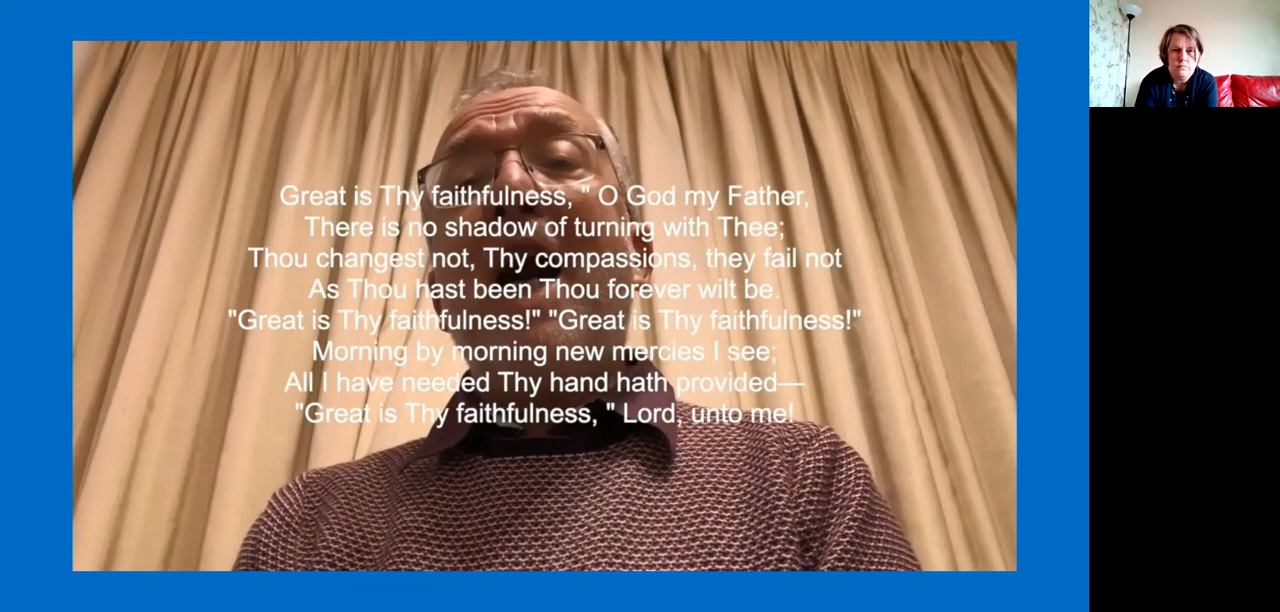 Great is Thy faithfulness, " O God my Father,
There is no shadow of turning with Thee;
Thou changest not, Thy compassions, they fail not
As Thou hast been Thou forever wilt be.
"Great is Thy faithfulness!" "Great is Thy faithfulness!"
Morning by morning new mercies I see;
All I have needed Thy hand hath provided—
"Great is Thy faithfulness, " Lord, unto me!